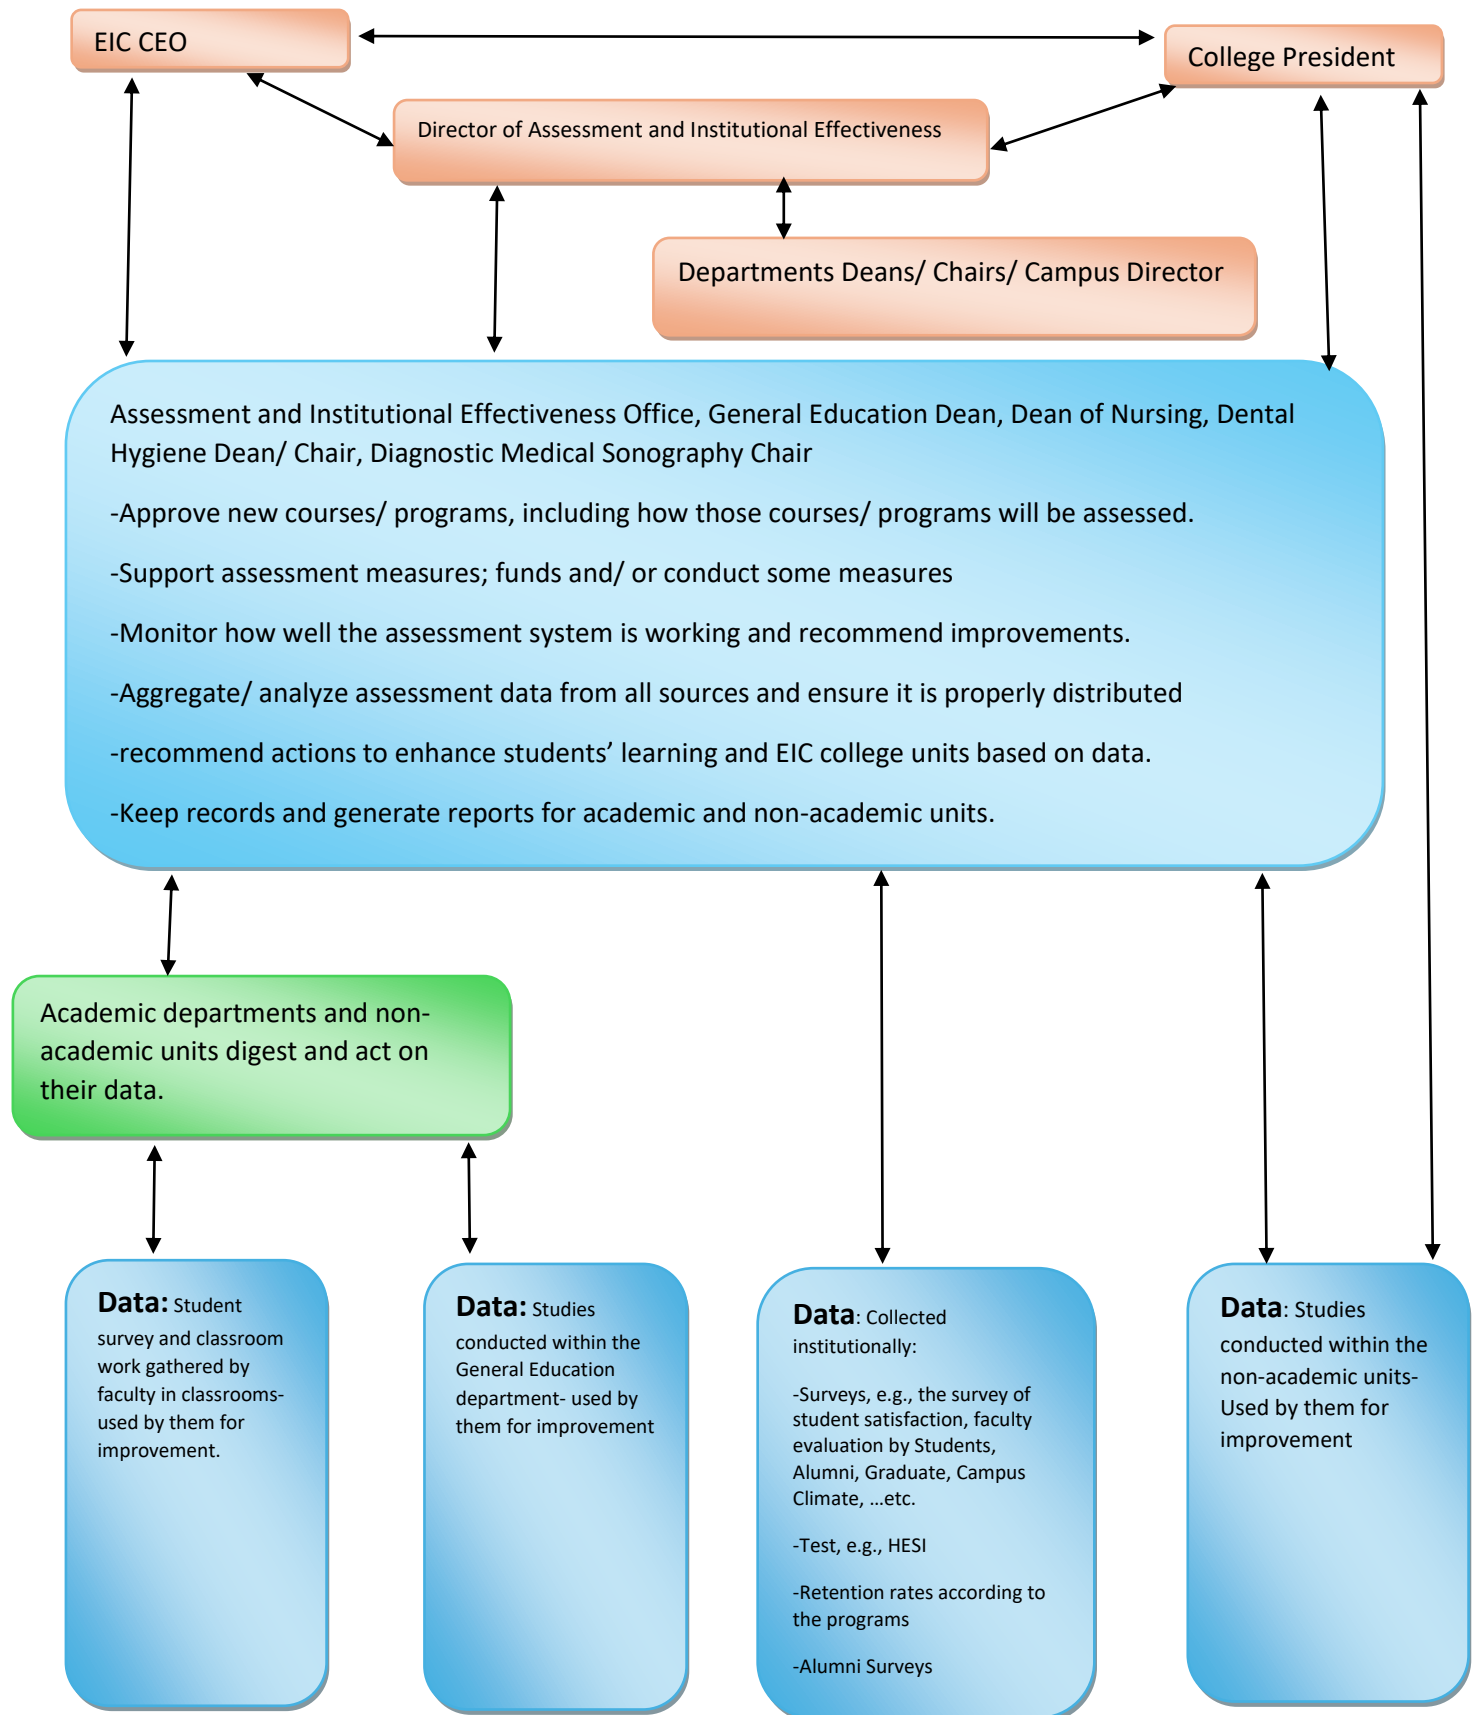 EIC CEO
College President
Director of Assessment and Institutional Effectiveness
Departments Deans/ Chairs/ Campus Director
Assessment and Institutional Effectiveness Office, General Education Dean, Dean of Nursing, Dental
Hygiene Dean/ Chair, Diagnostic Medical Sonography Chair
-Approve new courses/ programs, including how those courses/ programs will be assessed.
-Support assessment measures; funds and/ or conduct some measures
-Monitor how well the assessment system is working and recommend improvements.
-Aggregate/ analyze assessment data from all sources and ensure it is properly distributed
-recommend actions to enhance students’ learning and EIC college units based on data.
-Keep records and generate reports for academic and non-academic units.
Academic departments and non-
academic units digest and act on
their data.
Data: Student
survey and classroom
work gathered by
faculty in classrooms-
used by them for
improvement.
Data: Studies
conducted within the
General Education
department- used by
them for improvement
Data: Collected
institutionally:
-Surveys, e.g., the survey of
student satisfaction, faculty
evaluation by Students,
Alumni, Graduate, Campus
Climate, …etc.
-Test, e.g., HESI
-Retention rates according to
the programs
-Alumni Surveys
Data: Studies
conducted within the
non-academic units-
Used by them for
improvement